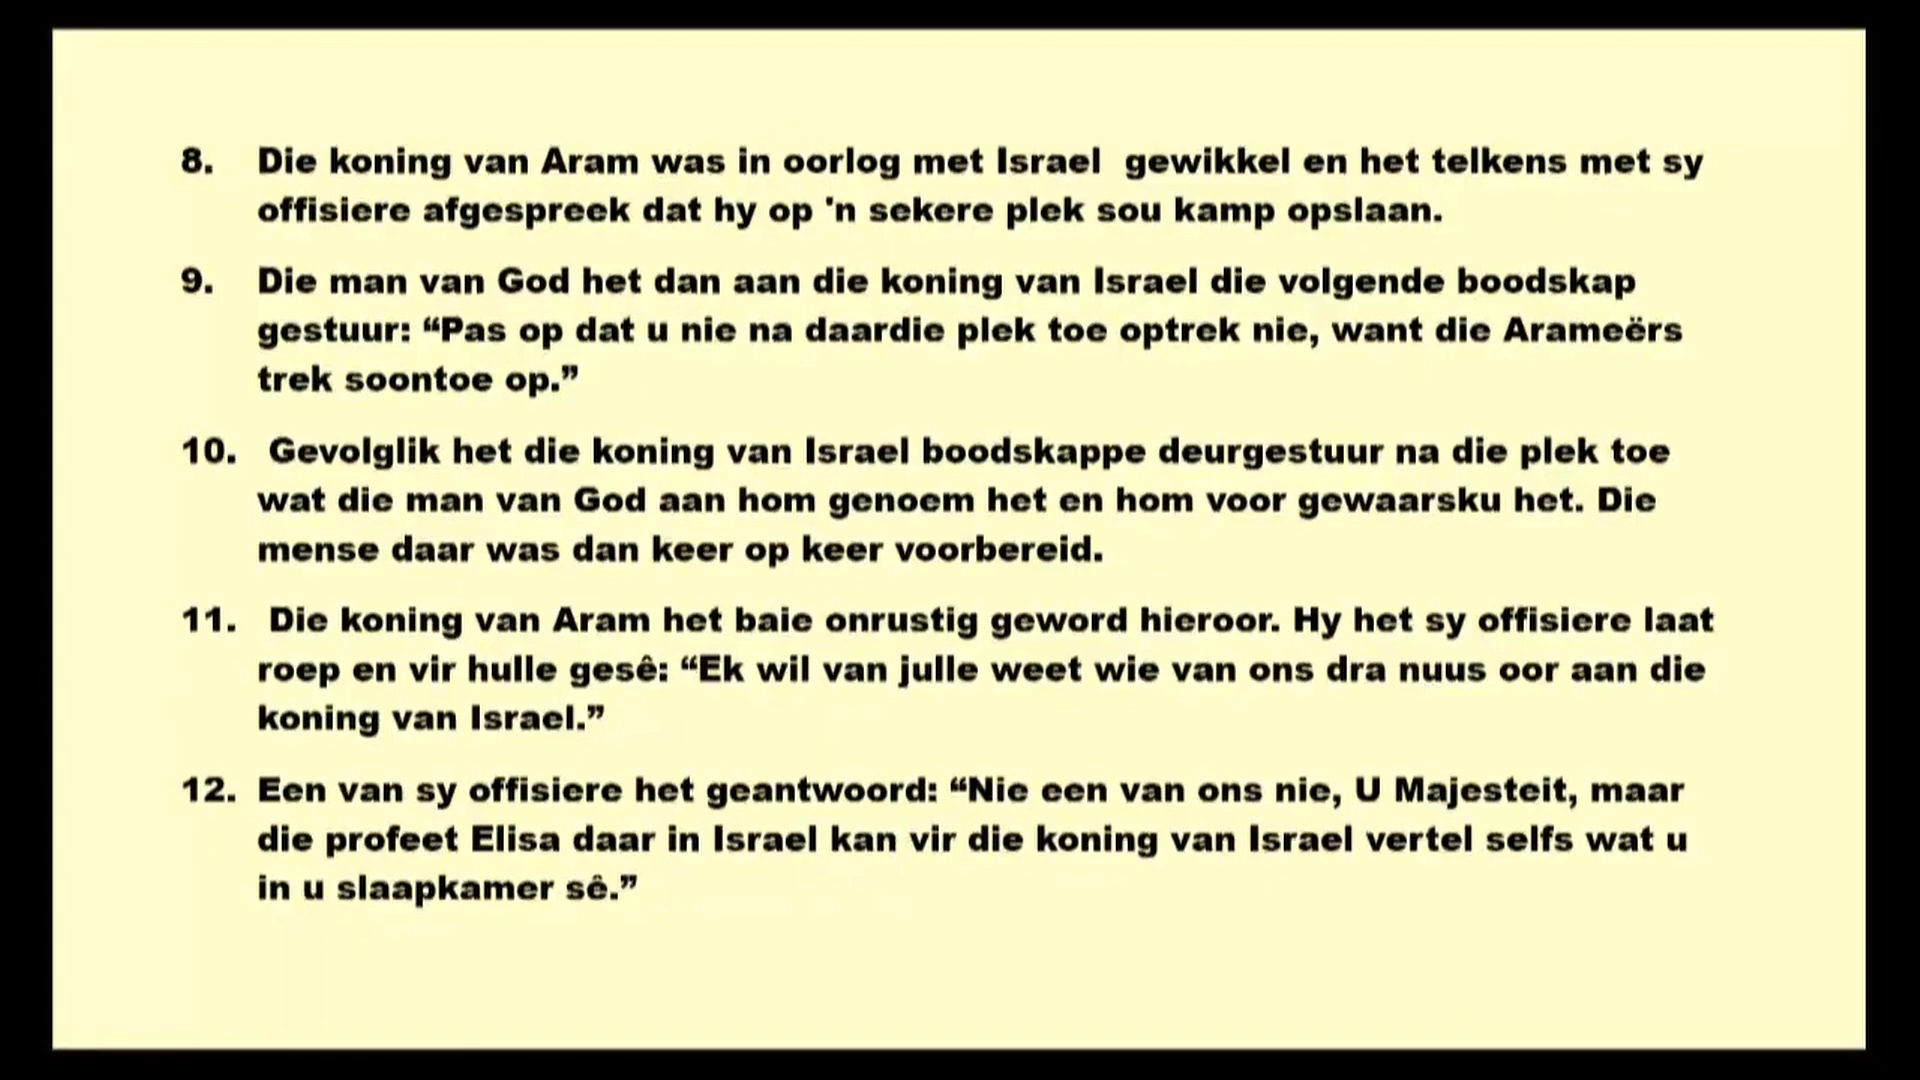 8. Die koning van Aram was in oorlog met Israel gewikkel en het telkens met sy
offisiere afgespreek dat hy op 'n sekere plek sou kamp opslaan.
9. Die man van God het dan aan die koning van Israel die volgende boodskap
gestuur: “Pas op dat u nie na daardie plek toe optrek nie, want die Arameërs
trek soontoe op.”
10. Gevolglik het die koning van Israel boodskappe deurgestuur na die plek toe
wat die man van God aan hom genoem het en hom voor gewaarsku het. Die
mense daar was dan keer op keer voorbereid.
11. Die koning van Aram het baie onrustig geword hieroor. Hy het sy offisiere laat
roep en vir hulle gesê: “Ek wil van julle weet wie van ons dra nuus oor aan die
koning van Israel.”
12. Een van sy offisiere het geantwoord: “Nie een van ons nie, U Majesteit, maar
die profeet Elisa daar in Israel kan vir die koning van Israel vertel selfs wat u
in u slaapkamer sê.”